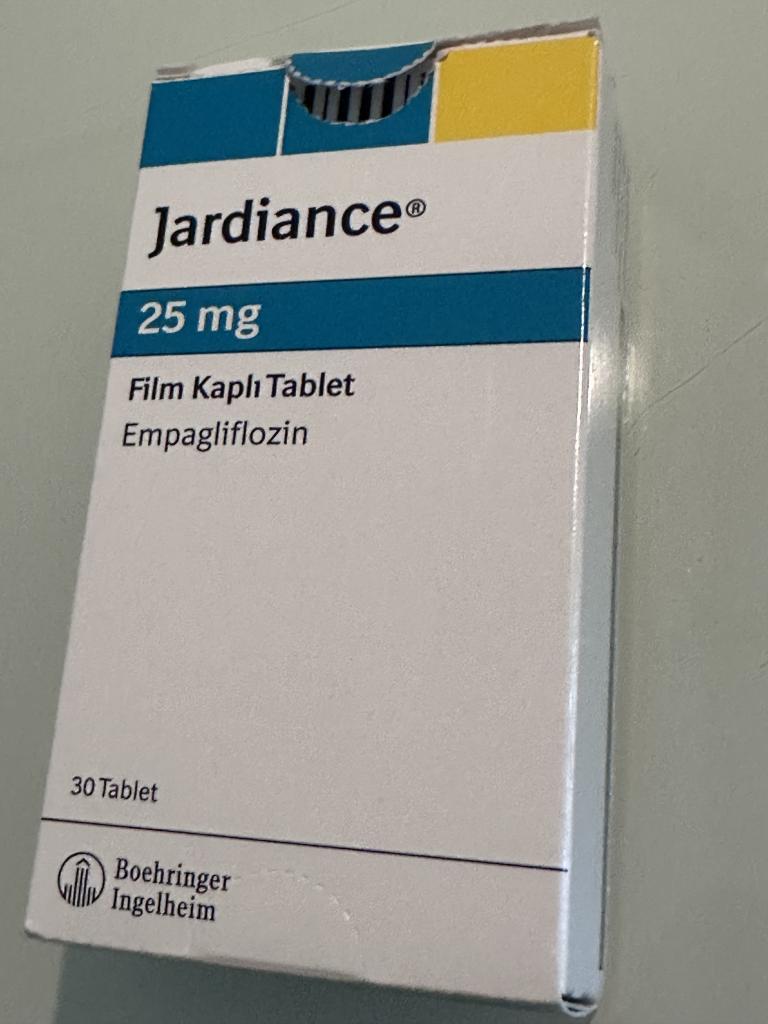 Jardiance®
25 mg
Film Kaplı Tablet
Empagliflozin
30 Tablet
Boehringer
Ingelheim